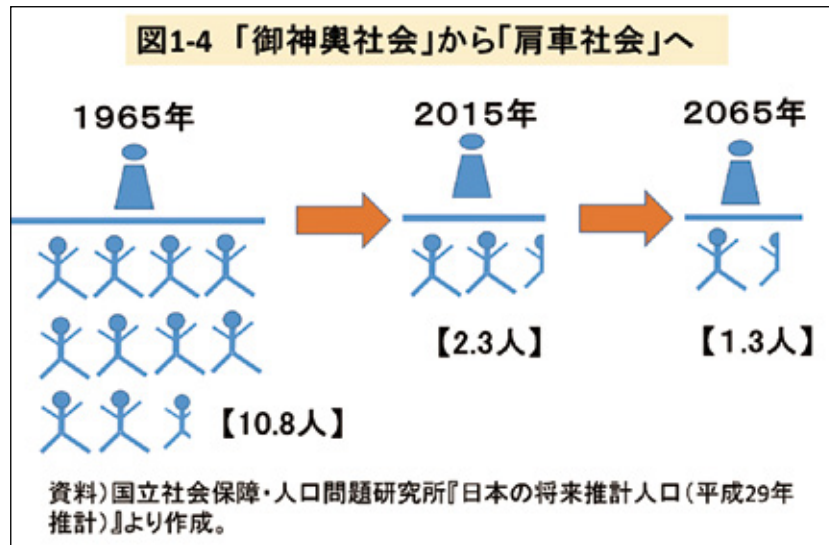 図1-4 「御神輿社会」から「肩車社会」へ
1965年
2015年
2065年
【2.3人】
【1.3人】
【10.8人】
資料)国立社会保障・人口問題研究所『日本の将来推計人口(平成29年
推計)』より作成。